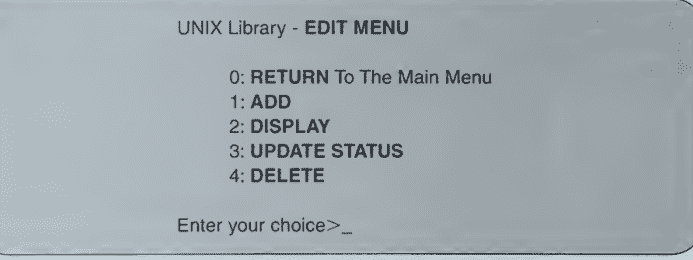 UNIX Library - EDIT MENU
0: RETURN To The Main Menu
1: ADD
2: DISPLAY
3: UPDATE STATUS
4: DELETE
Enter your choice>_